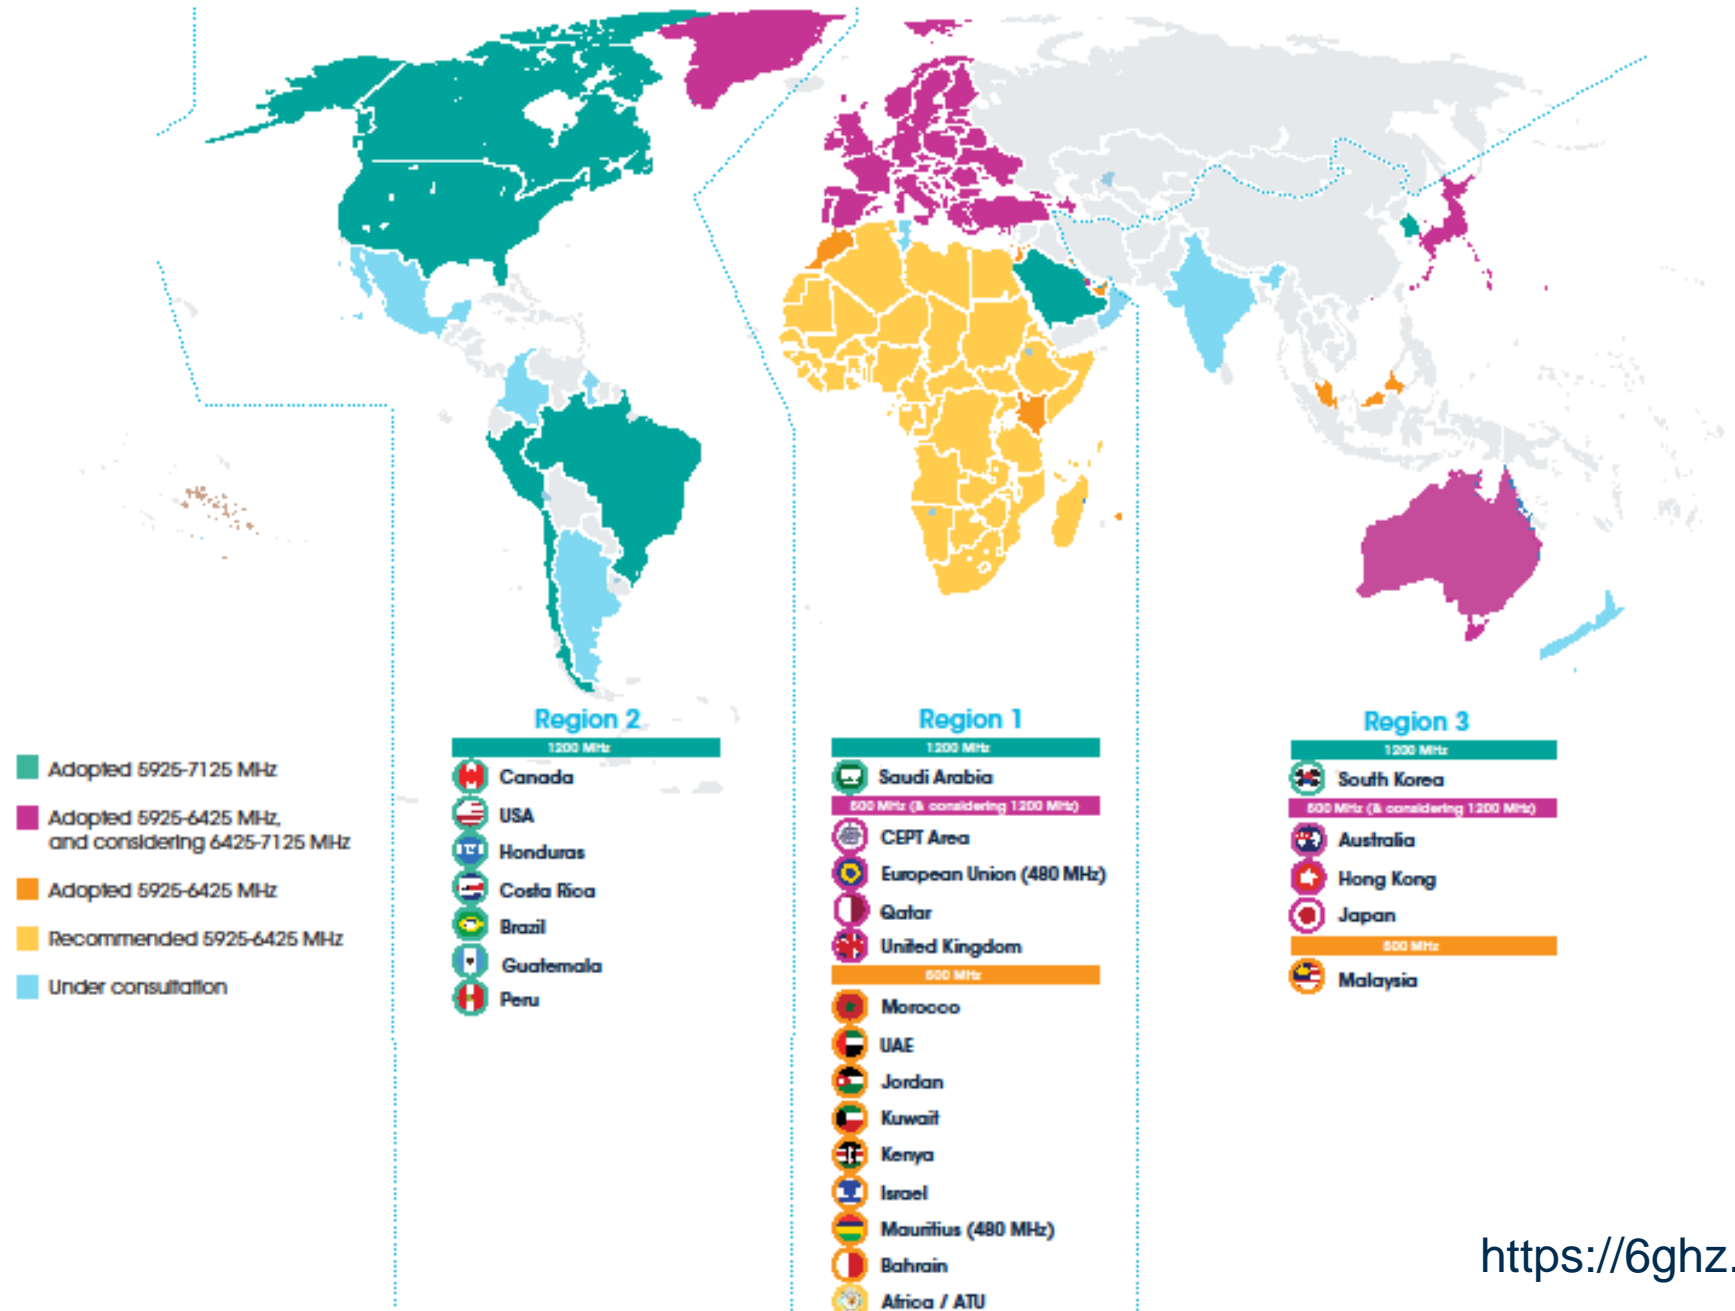 Adopted 5925-7125 MHz
Adopted 5925-6425 MHz,
and considering 6425-7125 MHz
Adopted 5925-6425 MHz
Recommended 5925-6425 MHz
Under consultation
Region 2
1200 MHz
Canada
USA
Honduras
Costa Rica
Brazil
Guatemala
Peru
Region 1
1200 MHz
Saudi Arabia
500 MHz (& considering 1200 MHz)
CEPT Area
European Union (480 MHz)
Qatar
United Kingdom
500 MHz
Morocco
UAE
Jordan
Kuwait
Kenya
Israel
Mauritius (480 MHz)
Bahrain
Africa / ATU
Region 3
1200 MHz
South Korea
500 MHz (& considering 1200 MHz)
Australia
Hong Kong
Japan
500 MHz
Malaysia
https://6ghz.